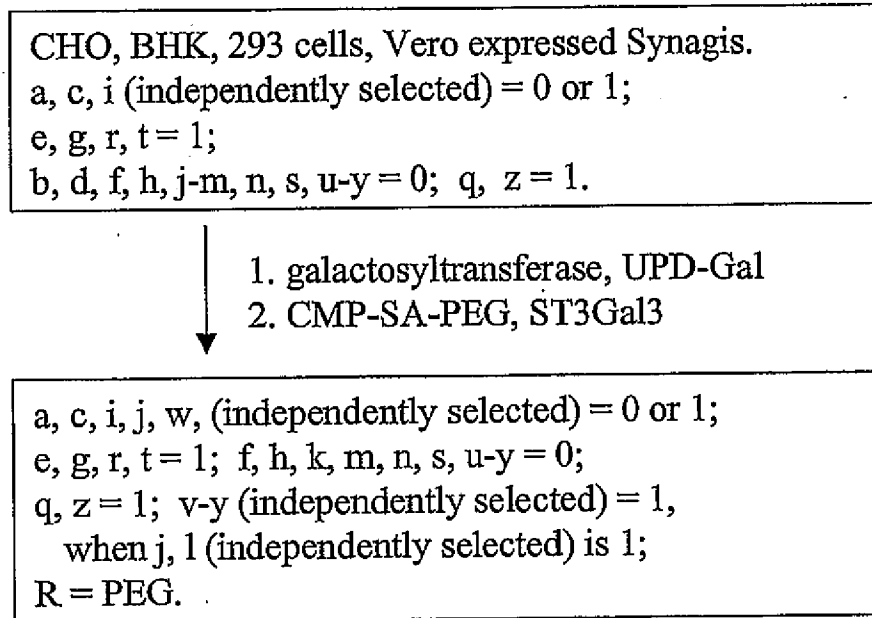 CHO, BHK, 293 cells, Vero expressed Synagis.
a, c, i (independently selected) = 0 or 1;
e, g, r, t = 1;
b, d, f, h, j-m, n, s, u-y = 0; q, z = 1.
1. galactosyltransferase, UPD-Gal
2. CMP-SA-PEG, ST3Gal3
a, c, i, j, w, (independently selected) = 0 or 1;
e, g, r, t = 1; f, h, k, m, n, s, u-y = 0;
q, z = 1; v-y (independently selected) = 1,
when j, l (independently selected) is 1;
R = PEG.